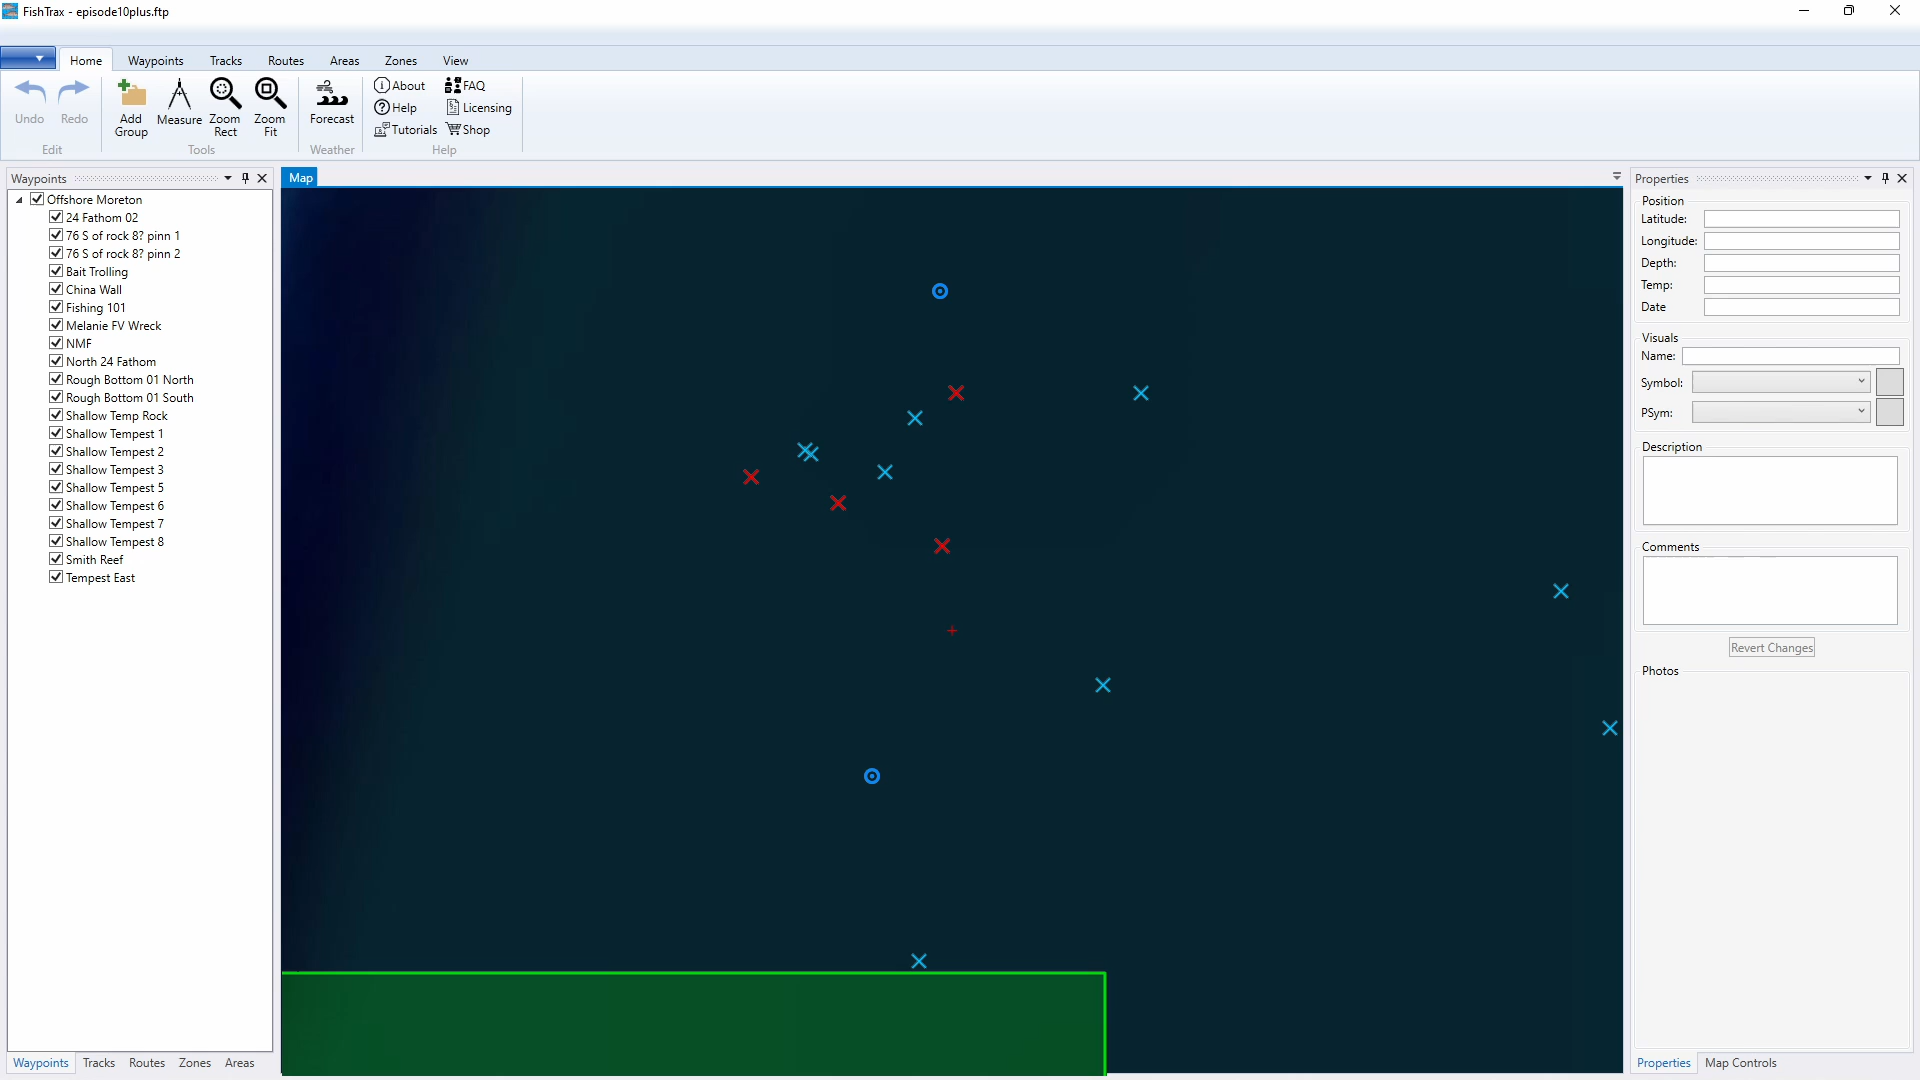 FishTrax - episode10plus.ftp
Home
Waypoints
Tracks
Routes
Areas
Zones
View
Undo
Redo
Edit
Add
Group
Measure
Zoom
Rect
Zoom
Fit
Tools
Forecast
Weather
About
FAQ
Help
Licensing
Tutorials
Shop
Help
Waypoints
Offshore Moreton
24 Fathom 02
76 S of rock 8? pinn 1
76 S of rock 8? pinn 2
Bait Trolling
China Wall
Fishing 101
Melanie FV Wreck
NMF
North 24 Fathom
Rough Bottom 01 North
Rough Bottom 01 South
Shallow Temp Rock
Shallow Tempest 1
Shallow Tempest 2
Shallow Tempest 3
Shallow Tempest 5
Shallow Tempest 6
Shallow Tempest 7
Shallow Tempest 8
Smith Reef
Tempest East
Waypoints
Tracks
Routes
Zones
Areas
Map
Properties
Position
Latitude:
Longitude:
Depth:
Temp:
Date
Visuals
Name:
Symbol:
PSym:
Description
Comments
Revert Changes
Photos
Properties
Map Controls